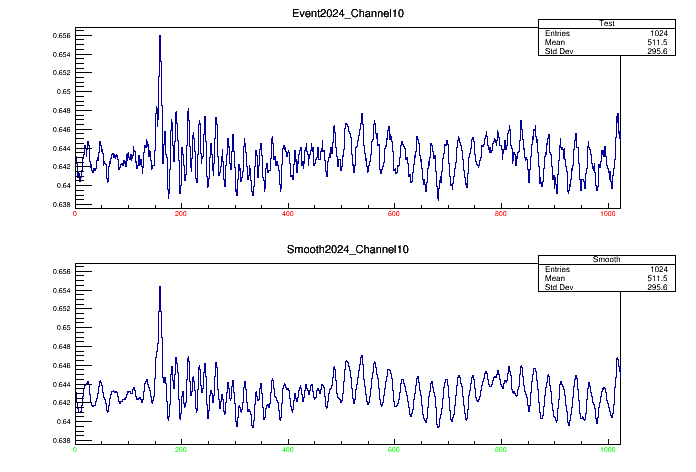 Event2024_Channel10
Test
Entries 1024
Mean 511.5
Std Dev 295.6
0.656
0.654
0.652
0.65
0.648
0.646
0.644
0.642
0.64
0.638
0 200 400 600 800 1000
Smooth2024_Channel10
Smooth
Entries 1024
Mean 511.5
Std Dev 295.6
0.656
0.654
0.652
0.65
0.648
0.646
0.644
0.642
0.64
0.638
0 200 400 600 800 1000